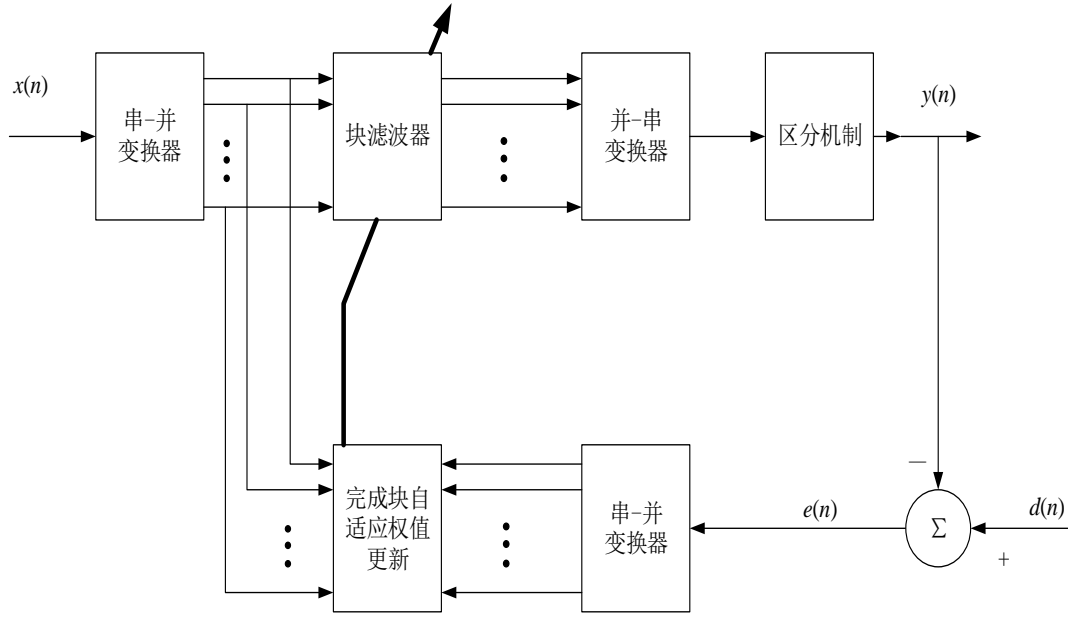 x(n)
串-并
变换器
块滤波器
并-串
变换器
区分机制
y(n)
完成块自
适应权值
更新
串-并
变换器
e(n)
—
Σ
d(n)
+